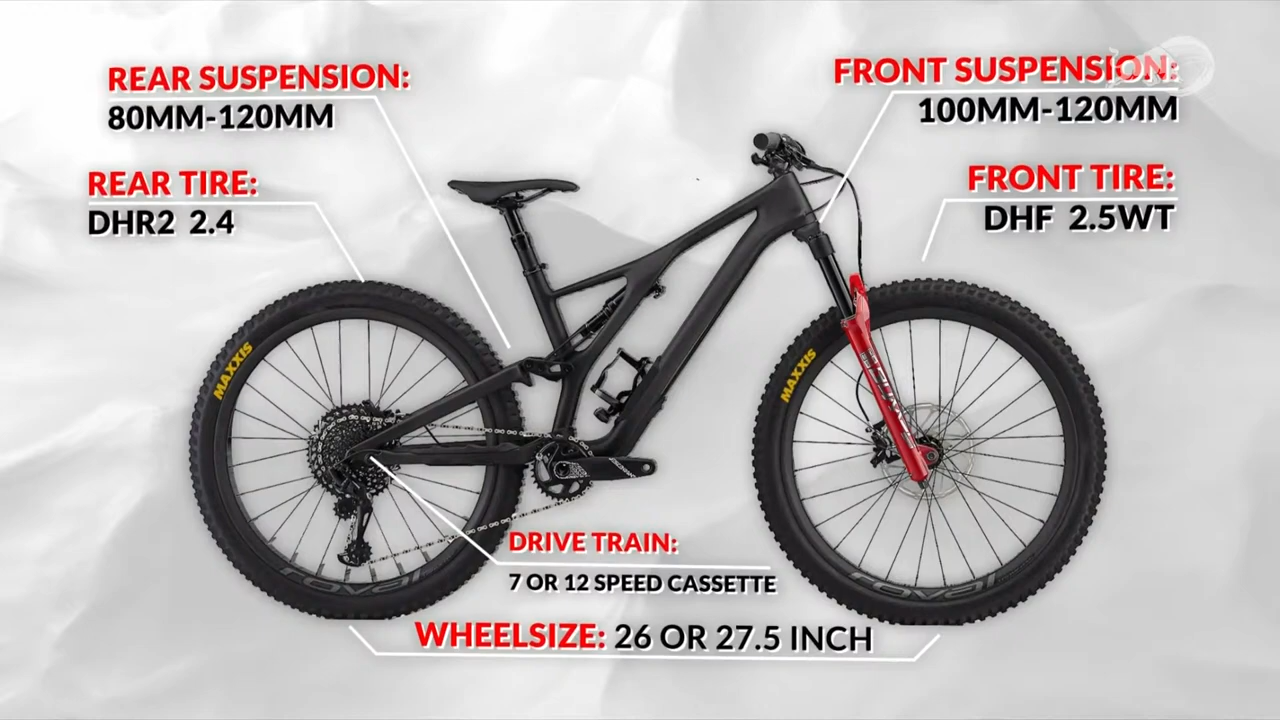 REAR SUSPENSION:
80MM-120MM
FRONT SUSPENSION:
100MM-120MM
REAR TIRE:
DHR2 2.4
FRONT TIRE:
DHF 2.5WT
MAXXIS
MAXXIS
DRIVE TRAIN:
7 OR 12 SPEED CASSETTE
WHEELSIZE: 26 OR 27.5 INCH